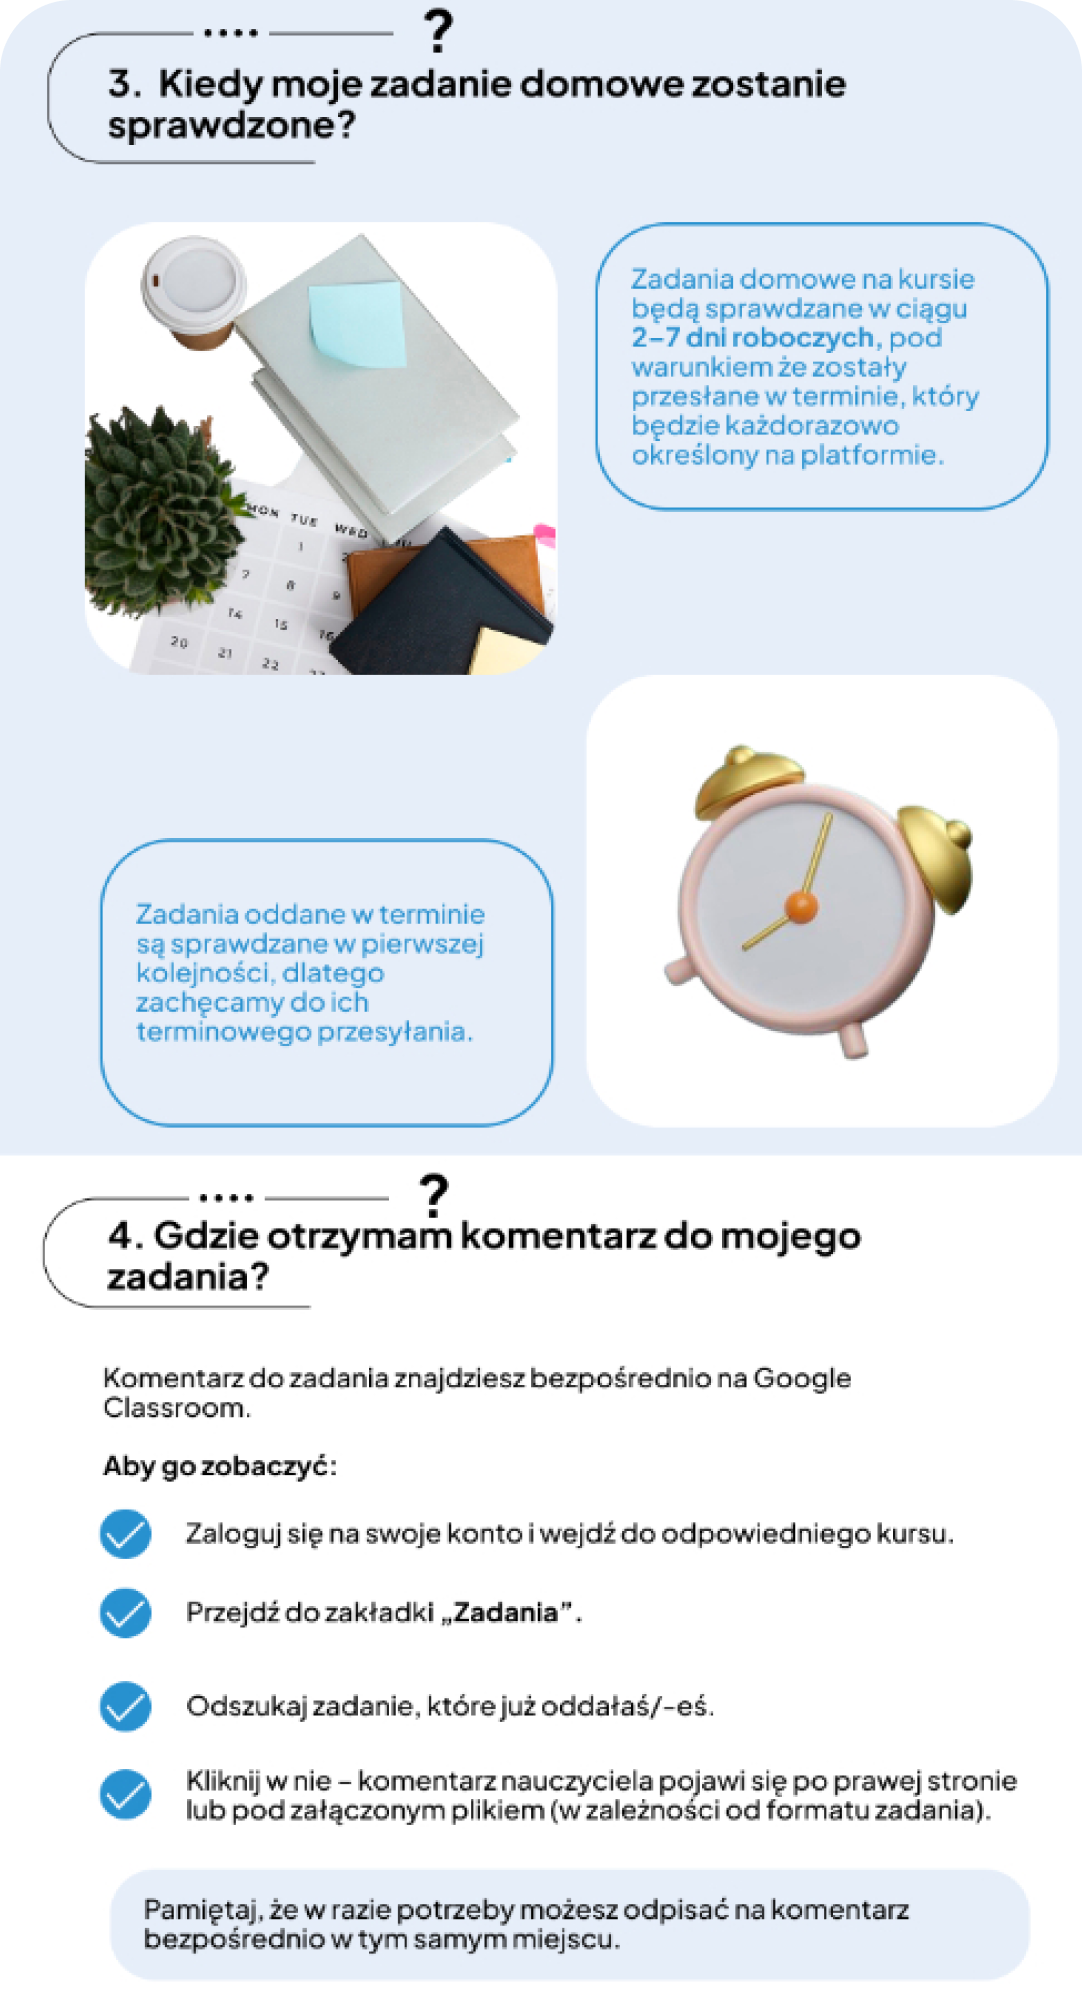 ?
3. Kiedy moje zadanie domowe zostanie
sprawdzone?
Zadania domowe na kursie
będą sprawdzane w ciągu
2–7 dni roboczych, pod
warunkiem że zostały
przesłane w terminie, który
będzie każdorazowo
określony na platformie.
MON TUE WED
1
7 8 9
14 15 16
20 21 22
Zadania oddane w terminie
są sprawdzane w pierwszej
kolejności, dlatego
zachęcamy do ich
terminowego przesyłania.
?
4. Gdzie otrzymam komentarz do mojego
zadania?
Komentarz do zadania znajdziesz bezpośrednio na Google
Classroom.
Aby go zobaczyć:
Zaloguj się na swoje konto i wejdź do odpowiedniego kursu.
Przejdź do zakładki „Zadania”.
Odszukaj zadanie, które już oddałaś/-eś.
Kliknij w nie – komentarz nauczyciela pojawi się po prawej stronie
lub pod załączonym plikiem (w zależności od formatu zadania).
Pamiętaj, że w razie potrzeby możesz odpisać na komentarz
bezpośrednio w tym samym miejscu.